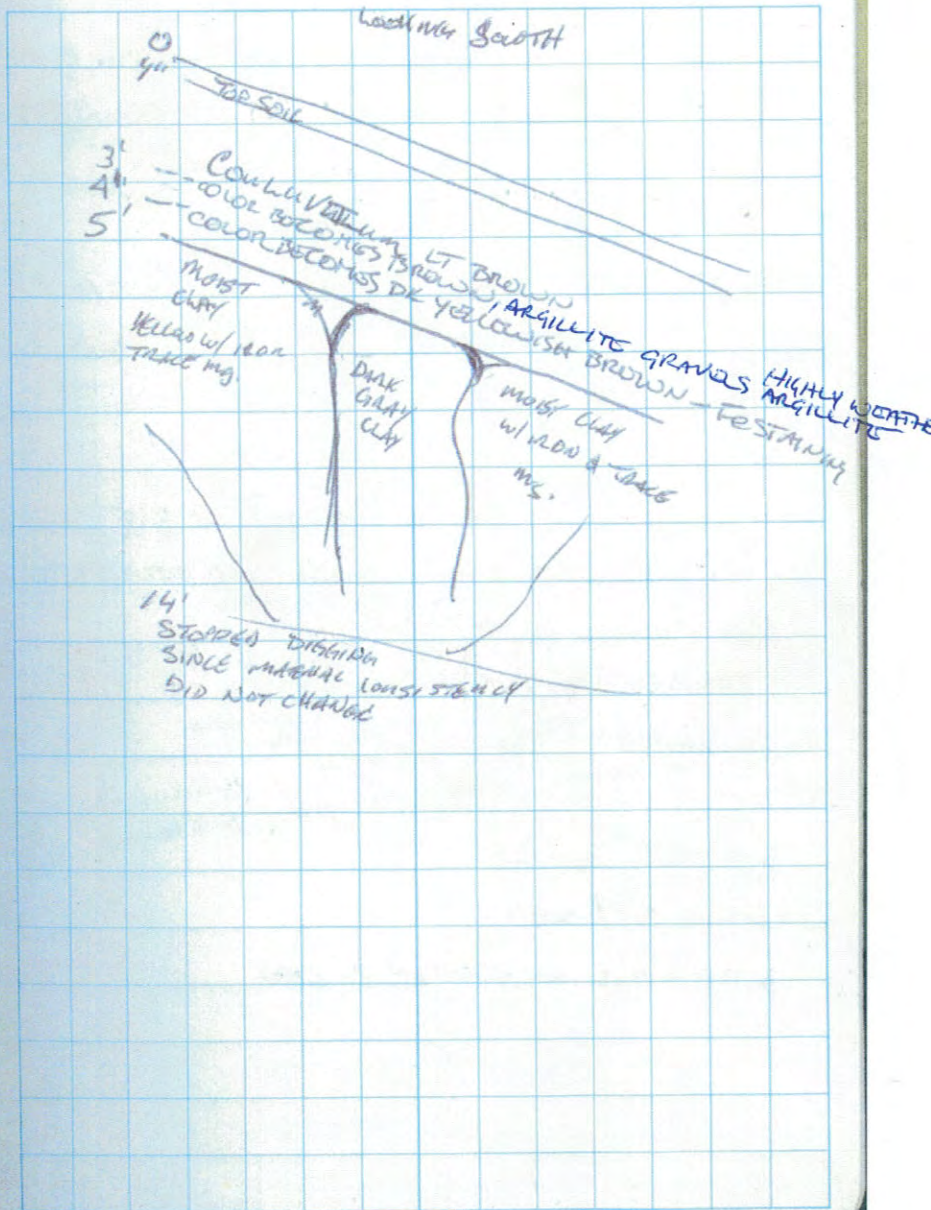 LOOKING SOUTH
0
4"
TOP SOIL
3'
4'
5'
COLLUVIUM LT BROWN
COLOR BECOMES BROWN, ARGILLITE GRAVELS HIGHLY WEATHE
ARGILLITE
COLOR BECOMES DK YELLOWISH BROWN - Fe STAINING
MOIST
CLAY
YELLOW w/ IRON
TRACE mg.
DARK
GRAY
CLAY
MOIST CLAY
w/ IRON & TRACE
mg.
14'
STOPPED DIGGING
SINCE MATERIAL CONSISTENCY
DID NOT CHANGE